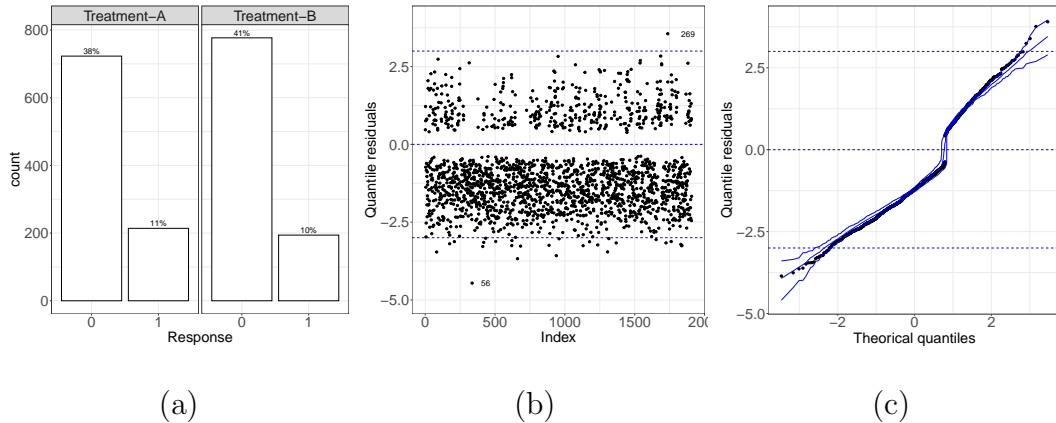 Treatment−A
Treatment−B
800
600
400
200
0
count
38%
11%
41%
10%
0
1
0
1
Response
2.5
0.0
−2.5
−5.0
Quantile residuals
269
56
0
500
1000
1500
200
Index
(a)
(b)
2.5
0.0
−2.5
−5.0
Quantile residuals
−2
0
2
Theorical quantiles
(c)